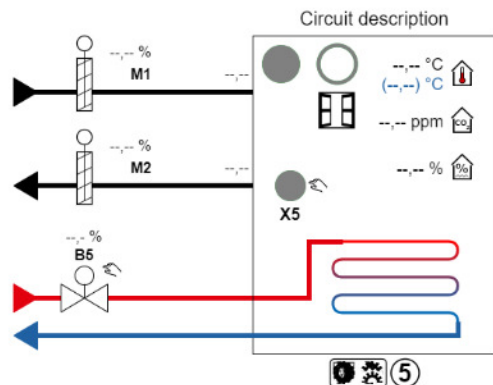 Circuit description
--,-- %
M1
--,--
--,-- °C
(--,--) °C
--,-- ppm
CO₂
--,-- %
M2
--,--
--,-- %
%
X5
--,- %
B5
5